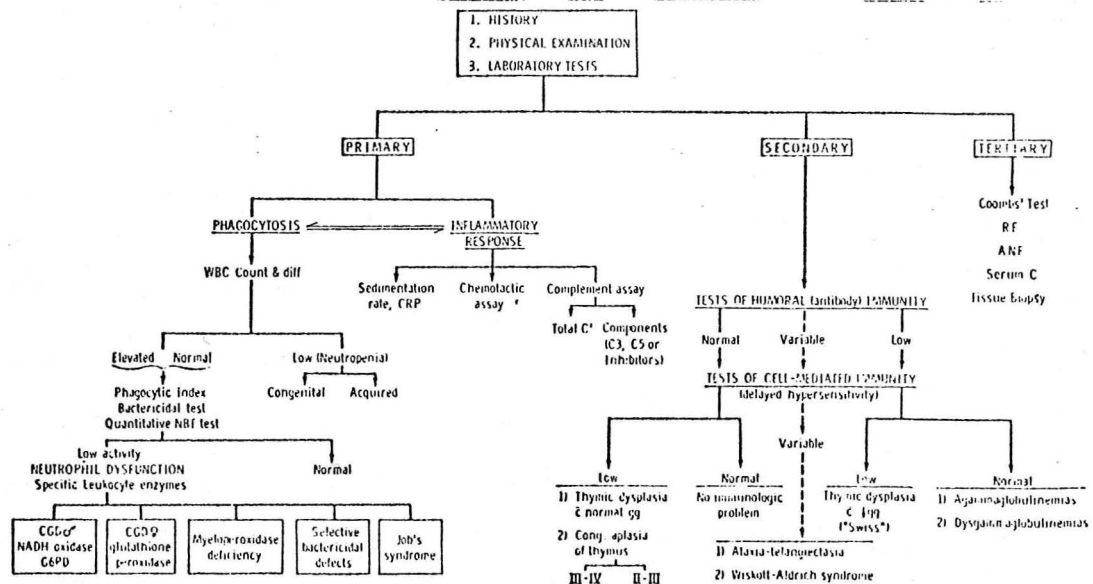 1. HISTORY
2. PHYSICAL EXAMINATION
3. LABORATORY TESTS
PRIMARY
SECONDARY
TERTIARY
PHAGOCYTOSIS
INFLAMMATORY
RESPONSE
WBC Count & diff
Sedimentation
rate, CRP
Chemotactic
assay
Complement assay
Total C'
Components
(C3, C5 or
Inhibitors)
Elevated Normal
Low (Neutropenia)
Congenital Acquired
Phagocytic Index
Bactericidal test
Quantitative NBT test
Low activity
NEUTROPHIL DYSFUNCTION
Specific Leukocyte enzymes
Normal
CGD♂
NADH oxidase
G6PD
CGD♀
glutathione
peroxidase
Myeloperoxidase
deficiency
Selective
bactericidal
defects
Job's
syndrome
TESTS OF HUMORAL (antibody) IMMUNITY
Normal Variable Low
TESTS OF CELL-MEDIATED IMMUNITY
(delayed hypersensitivity)
Variable
Low
1) Thymic dysplasia
c̄ normal gg
2) Cong. aplasia
of thymus
III-IV II-III
Normal
No immunologic
problem
1) Ataxia-telangiectasia
2) Wiskott-Aldrich syndrome
Low
Thymic dysplasia
("Swiss")
Normal
1) Agammaglobulinemias
2) Dysgammaglobulinemias
Coombs' Test
RF
ANF
Serum C
Tissue Biopsy